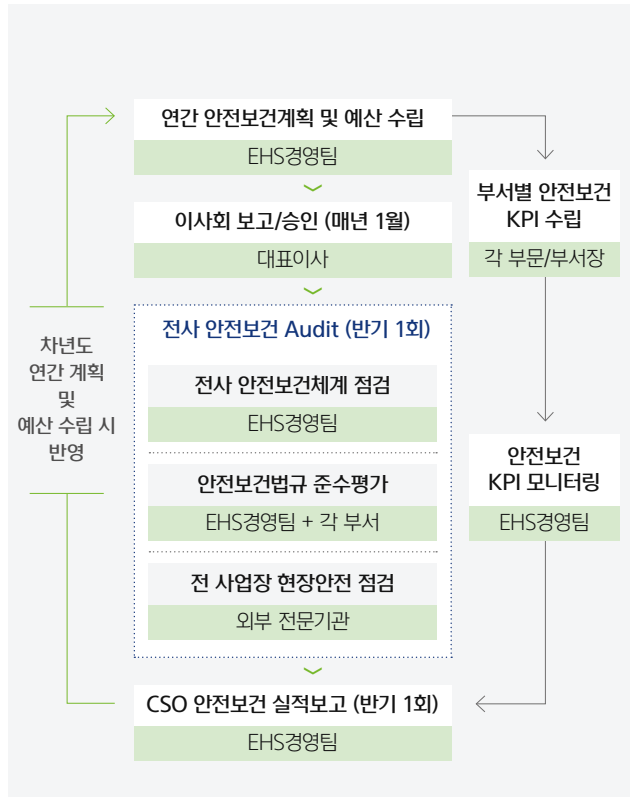 연간 안전보건계획 및 예산 수립
EHS경영팀
이사회 보고/승인 (매년 1월)
대표이사
전사 안전보건 Audit (반기 1회)
전사 안전보건체계 점검
EHS경영팀
안전보건법규 준수평가
EHS경영팀 + 각 부서
전 사업장 현장안전 점검
외부 전문기관
CSO 안전보건 실적보고 (반기 1회)
EHS경영팀
부서별 안전보건
KPI 수립
각 부문/부서장
안전보건
KPI 모니터링
EHS경영팀
차년도
연간 계획
및
예산 수립 시
반영